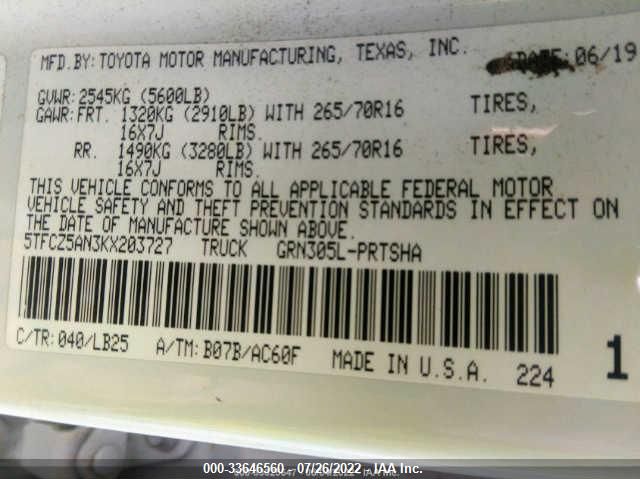 MFD.BY:TOYOTA MOTOR MANUFACTURING, TEXAS, INC. DATE:06/19
GVWR:2545KG (5600LB)
GAWR:FRT. 1320KG (2910LB) WITH 265/70R16 TIRES,
16X7J RIMS.
RR. 1490KG (3280LB) WITH 265/70R16 TIRES,
16X7J RIMS.
THIS VEHICLE CONFORMS TO ALL APPLICABLE FEDERAL MOTOR
VEHICLE SAFETY AND THEFT PREVENTION STANDARDS IN EFFECT ON
THE DATE OF MANUFACTURE SHOWN ABOVE.
5TFCZ5AN3KX203727 TRUCK GRN305L-PRTSHA
C/TR:040/LB25 A/TM:B07B/AC60F MADE IN U.S.A. 224 1
000-33646560 - 07/26/2022 - IAA Inc.